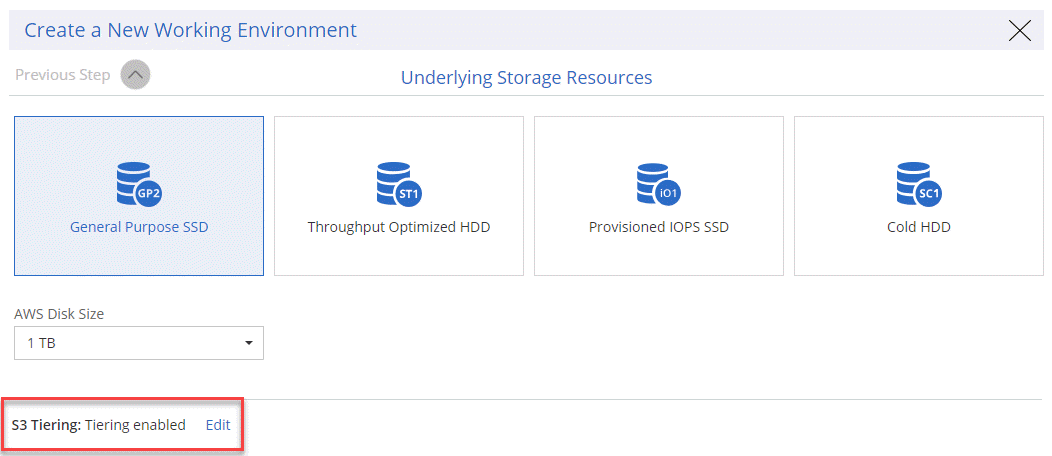 Create a New Working Environment
Previous Step
Underlying Storage Resources
GP2
General Purpose SSD
ST1
Throughput Optimized HDD
iO1
Provisioned IOPS SSD
SC1
Cold HDD
AWS Disk Size
1 TB
S3 Tiering: Tiering enabled Edit